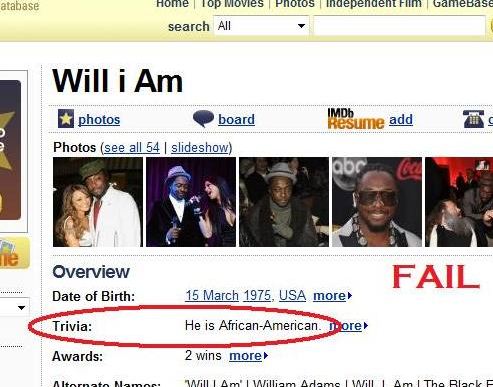 atabase
Home | Top Movies | Photos | Independent Film | GameBase
search All
Will i Am
photos board IMDb Resume add
Photos (see all 54 | slideshow)
abc Coca
Overview
FAIL
Date of Birth: 15 March 1975, USA more
Trivia: He is African-American. more
Awards: 2 wins more
Alternate Names: 'Will I Am' | William Adams | Will. I. Am | The Black E